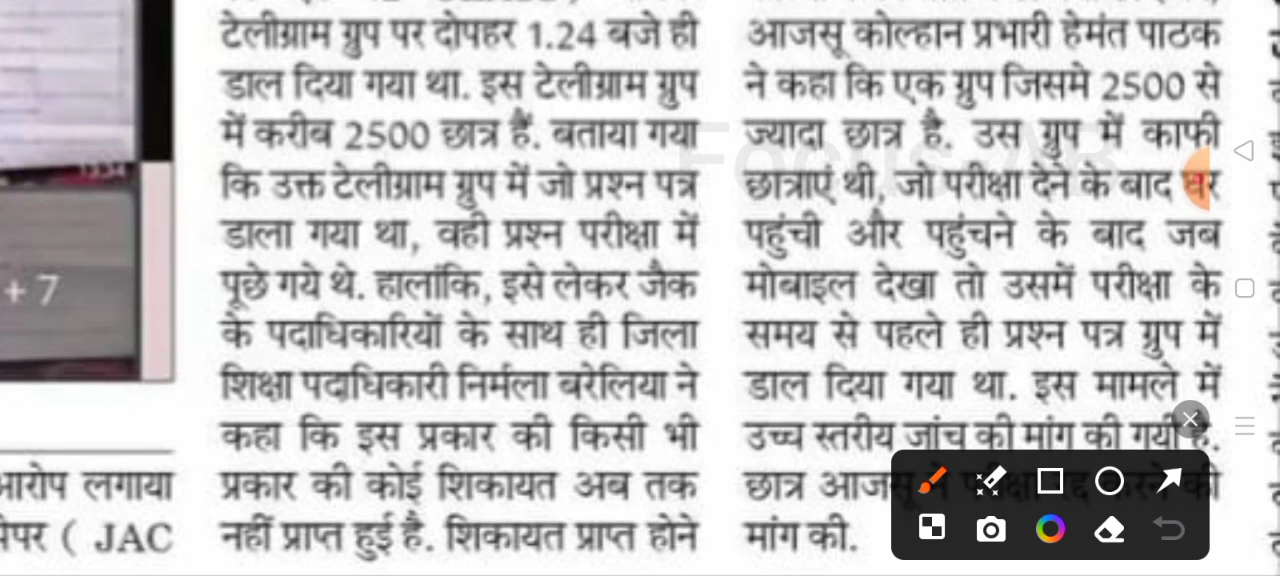 टेलीग्राम ग्रुप पर दोपहर 1.24 बजे ही
डाल दिया गया था. इस टेलीग्राम ग्रुप
में करीब 2500 छात्र हैं. बताया गया
कि उक्त टेलीग्राम ग्रुप में जो प्रश्न पत्र
डाला गया था, वही प्रश्न परीक्षा में
पूछे गये थे. हालांकि, इसे लेकर जैक
के पदाधिकारियों के साथ ही जिला
शिक्षा पदाधिकारी निर्मला बरेलिया ने
कहा कि इस प्रकार की किसी भी
प्रकार की कोई शिकायत अब तक
नहीं प्राप्त हुई है. शिकायत प्राप्त होने
आजसू कोल्हान प्रभारी हेमंत पाठक
ने कहा कि एक ग्रुप जिसमे 2500 से
ज्यादा छात्र है. उस ग्रुप में काफी
छात्राएं थी, जो परीक्षा देने के बाद घर
पहुंची और पहुंचने के बाद जब
मोबाइल देखा तो उसमें परीक्षा के
समय से पहले ही प्रश्न पत्र ग्रुप में
डाल दिया गया था. इस मामले में
उच्च स्तरीय जांच की मांग की गयी है.
छात्र आजसू ने परीक्षा रद्द करने की
मांग की.
+ 7
आरोप लगाया
पेपर ( JAC